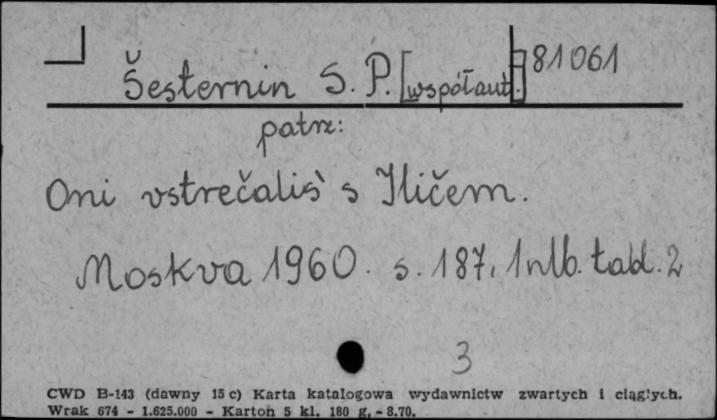 Šesternin S. P. [współaut.] 81061
patrz:
Oni vstrečaliś s Iličem.
Moskva 1960. s. 187, 1 nlb. tabl. 2
3
CWD B-143 (dawny 15 c) Karta katalogowa wydawnictw zwartych i ciągłych.
Wrak 674 - 1.625.000 - Karton 5 kl. 180 g. - 8.70.